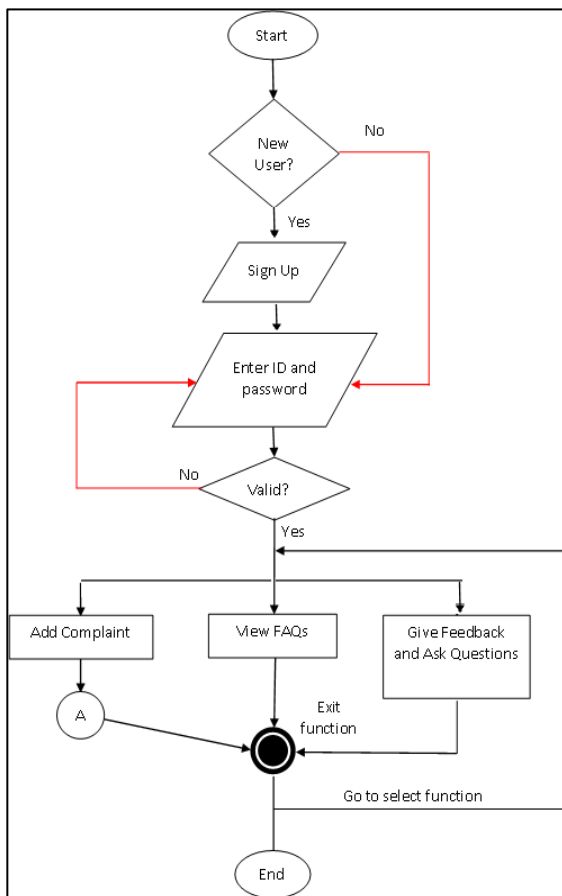 Start
New
User?
No
Yes
Sign Up
Enter ID and
password
No
Valid?
Yes
Add Complaint
View FAQs
Give Feedback
and Ask Questions
A
Exit
function
Go to select function
End